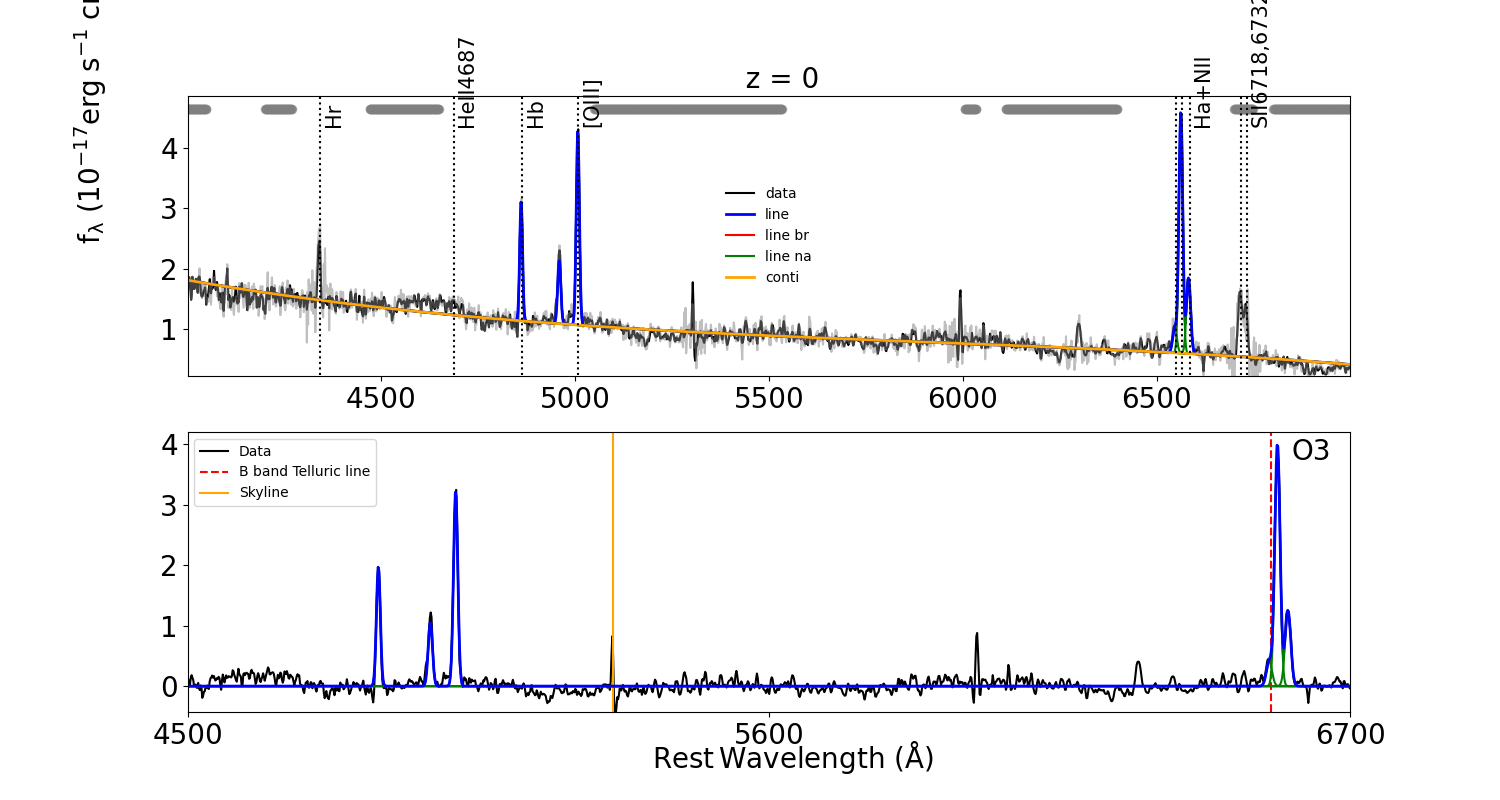 z = 0
f_λ (10^−17 erg s^−1 c
Hr
HeII4687
Hb
[OIII]
Ha+NII
SII6718,6732
4
3
2
1
data
line
line br
line na
conti
4500
5000
5500
6000
6500
4
3
2
1
0
Data
B band Telluric line
Skyline
O3
4500
5600
6700
Rest Wavelength (Å)